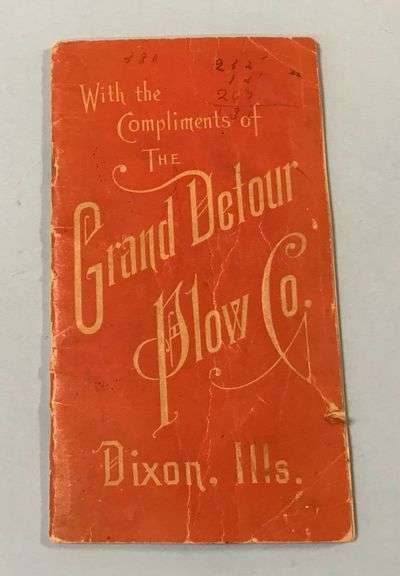 With the
Compliments of
THE
Grand Detour
Plow Co.
Dixon. Ills.